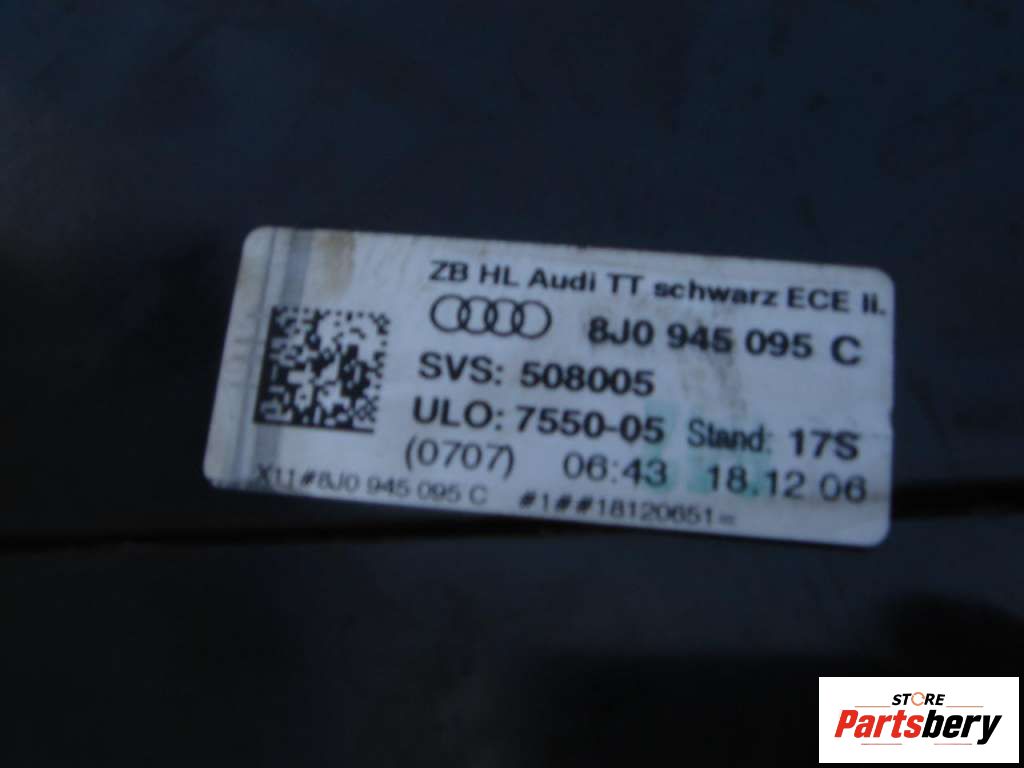 ZB HL Audi TT schwarz ECE li.
8J0 945 095 C
SVS: 508005
ULO: 7550-05 Stand: 17S
(0707) 06:43 18.12 06
X11#8J0 945 095 C #1##18120651=
STORE
Partsbery